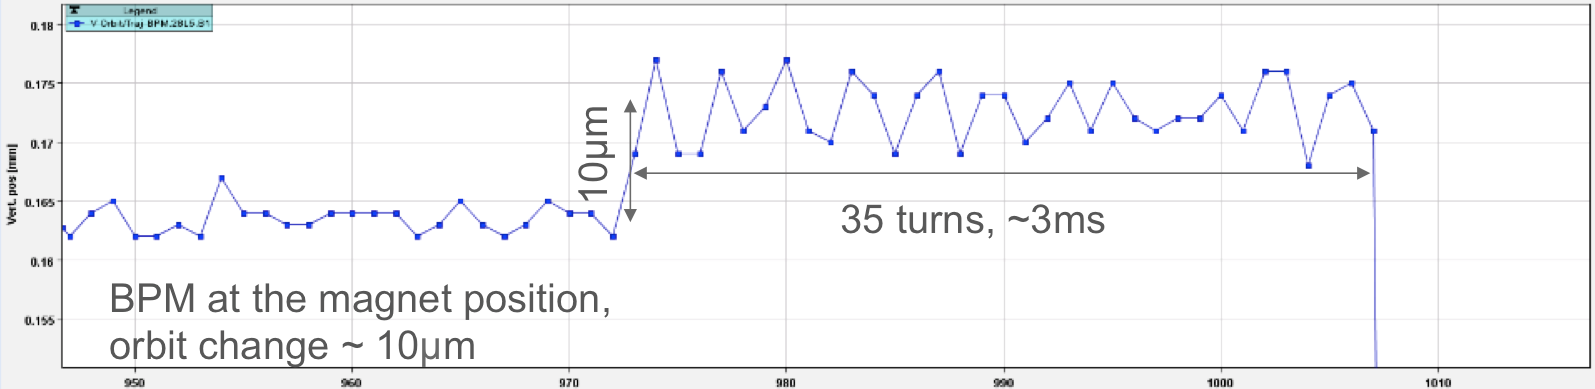 Legend
V Orbit/Traj BPM.28L5.B1
0.18
0.175
0.17
0.165
0.16
0.155
Vert. pos [mm]
10µm
35 turns, ~3ms
BPM at the magnet position,
orbit change ~ 10µm
950
960
970
980
990
1000
1010